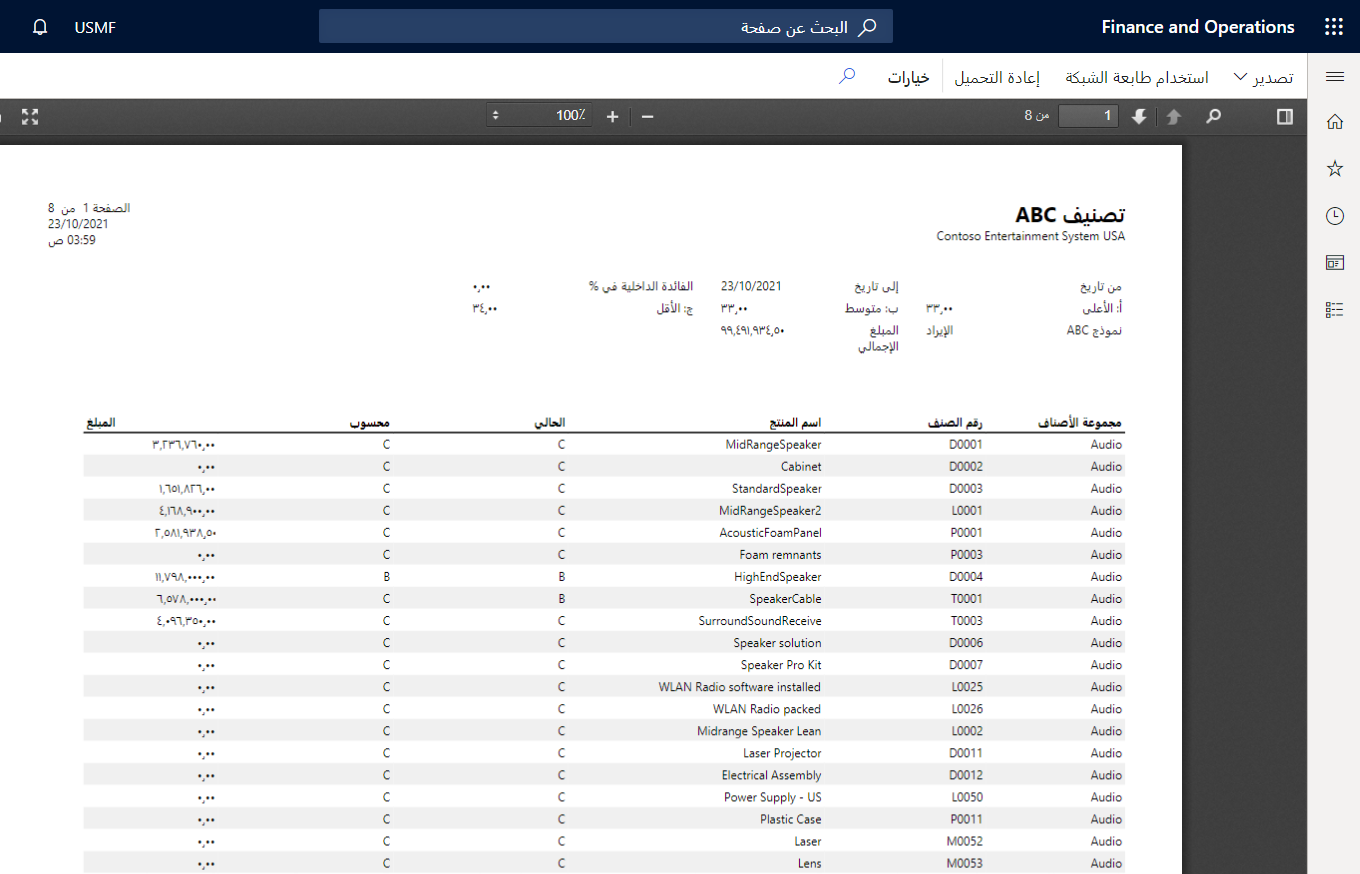 Finance and Operations البحث عن صفحة USMF
تصدير استخدام طابعة الشبكة إعادة التحميل خيارات
1 من 8 100٪
تصنيف ABC الصفحة 1 من 8
Contoso Entertainment System USA 23/10/2021
03:59 ص
من تاريخ إلى تاريخ 23/10/2021 الفائدة الداخلية في % ٠,٠٠
أ: الأعلى ٣٣,٠٠ ب: متوسط ٣٣,٠٠ ج: الأقل ٣٤,٠٠
نموذج ABC الإيراد المبلغ ٩٩,٤٩١,٩٣٤,٥٠
الإجمالي
مجموعة الأصناف رقم الصنف اسم المنتج الحالي محسوب المبلغ
Audio D0001 MidRangeSpeaker C C ٣,٢٣٦,٧٦٠,٠٠
Audio D0002 Cabinet C C ٠,٠٠
Audio D0003 StandardSpeaker C C ١,٦٥١,٨٢٦,٠٠
Audio L0001 MidRangeSpeaker2 C C ٤,١٦٨,٩٠٠,٠٠
Audio P0001 AcousticFoamPanel C C ٢,٥٨١,٩٣٨,٥٠
Audio P0003 Foam remnants C C ٠,٠٠
Audio D0004 HighEndSpeaker B B ١١,٧٩٨,٠٠٠,٠٠
Audio T0001 SpeakerCable B C ٦,٥٧٨,٠٠٠,٠٠
Audio T0003 SurroundSoundReceive C C ٤,٠٩٦,٣٥٠,٠٠
Audio D0006 Speaker solution C C ٠,٠٠
Audio D0007 Speaker Pro Kit C C ٠,٠٠
Audio L0025 WLAN Radio software installed C C ٠,٠٠
Audio L0026 WLAN Radio packed C C ٠,٠٠
Audio L0002 Midrange Speaker Lean C C ٠,٠٠
Audio D0011 Laser Projector C C ٠,٠٠
Audio D0012 Electrical Assembly C C ٠,٠٠
Audio L0050 Power Supply - US C C ٠,٠٠
Audio P0011 Plastic Case C C ٠,٠٠
Audio M0052 Laser C C ٠,٠٠
Audio M0053 Lens C C ٠,٠٠